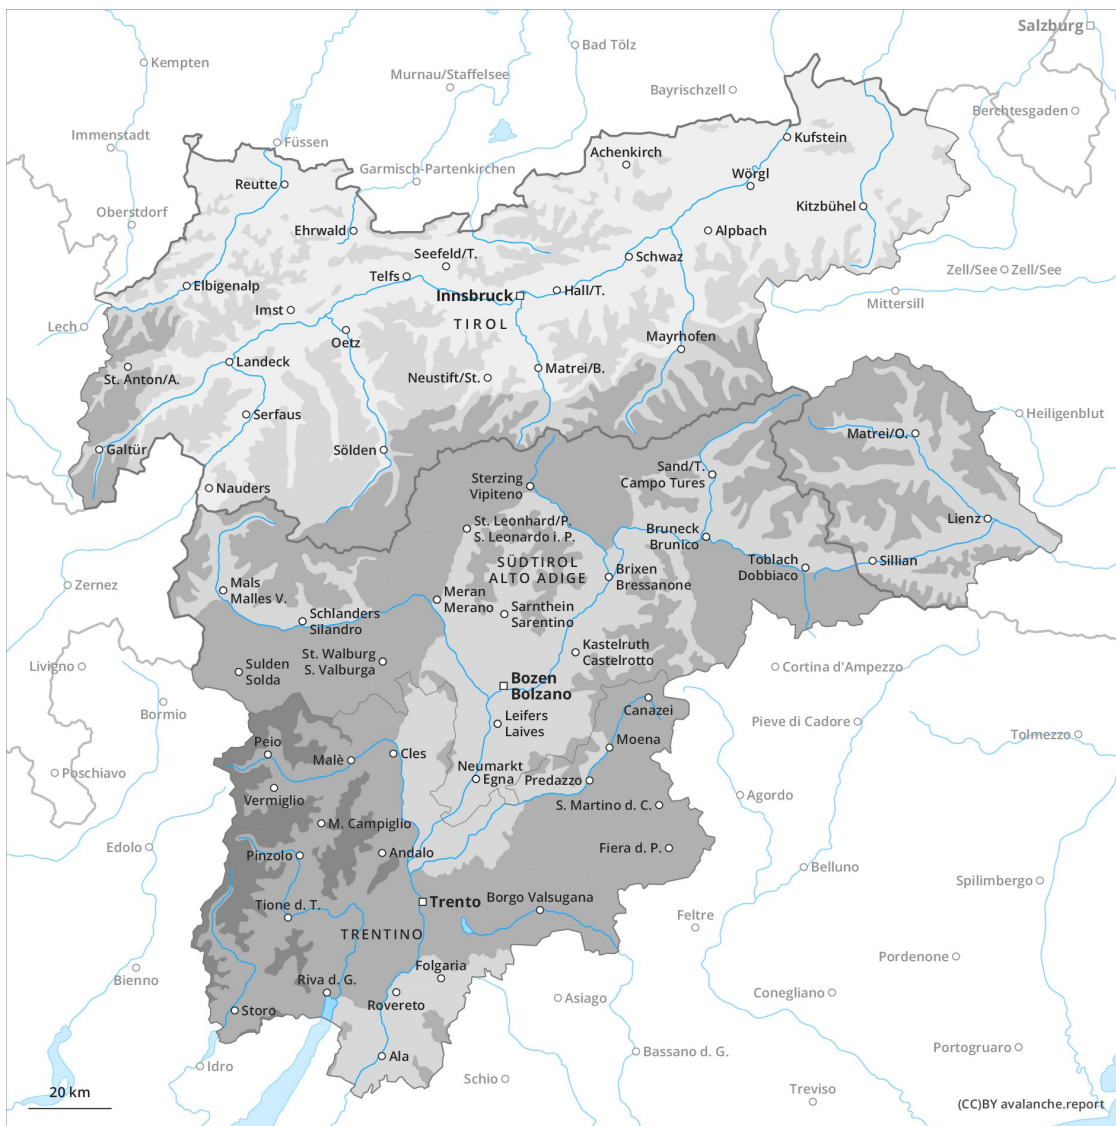 Salzburg
Bad Tölz
Kempten
Murnau/Staffelsee
Bayrischzell
Berchtesgaden
Immenstadt
Füssen
Kufstein
Achenkirch
Garmisch-Partenkirchen
Wörgl
Reutte
Oberstdorf
Kitzbühel
Ehrwald
Alpbach
Seefeld/T.
Schwaz
Telfs
Zell/See
Zell/See
Elbigenalp
Hall/T.
Innsbruck
Mittersill
Imst
TIROL
Lech
Oetz
Mayrhofen
Landeck
Matrei/B.
St. Anton/A.
Neustift/St.
Serfaus
Heiligenblut
Matrei/O.
Galtür
Sölden
Sand/T.
Campo Tures
Sterzing
Vipiteno
Nauders
Lienz
St. Leonhard/P.
S. Leonardo i. P.
Bruneck
Brunico
SÜDTIROL
ALTO ADIGE
Toblach
Dobbiaco
Sillian
Brixen
Bressanone
Zernez
Mals
Malles V.
Meran
Merano
Sarnthein
Sarentino
Schlanders
Silandro
Kastelruth
Castelrotto
St. Walburg
S. Valburga
Livigno
Sulden
Solda
Cortina d'Ampezzo
Bozen
Bolzano
Bormio
Canazei
Leifers
Laives
Pieve di Cadore
Tolmezzo
Peio
Moena
Malè
Cles
Poschiavo
Neumarkt
Egna
Predazzo
Vermiglio
Agordo
S. Martino d. C.
M. Campiglio
Edolo
Pinzolo
Andalo
Fiera d. P.
Belluno
Spilimbergo
Trento
Borgo Valsugana
Tione d. T.
Feltre
TRENTINO
Pordenone
Bienno
Folgaria
Riva d. G.
Conegliano
Asiago
Rovereto
Storo
Portogruaro
Bassano d. G.
Ala
Idro
Schio
Treviso
20 km
(CC)BY avalanche.report